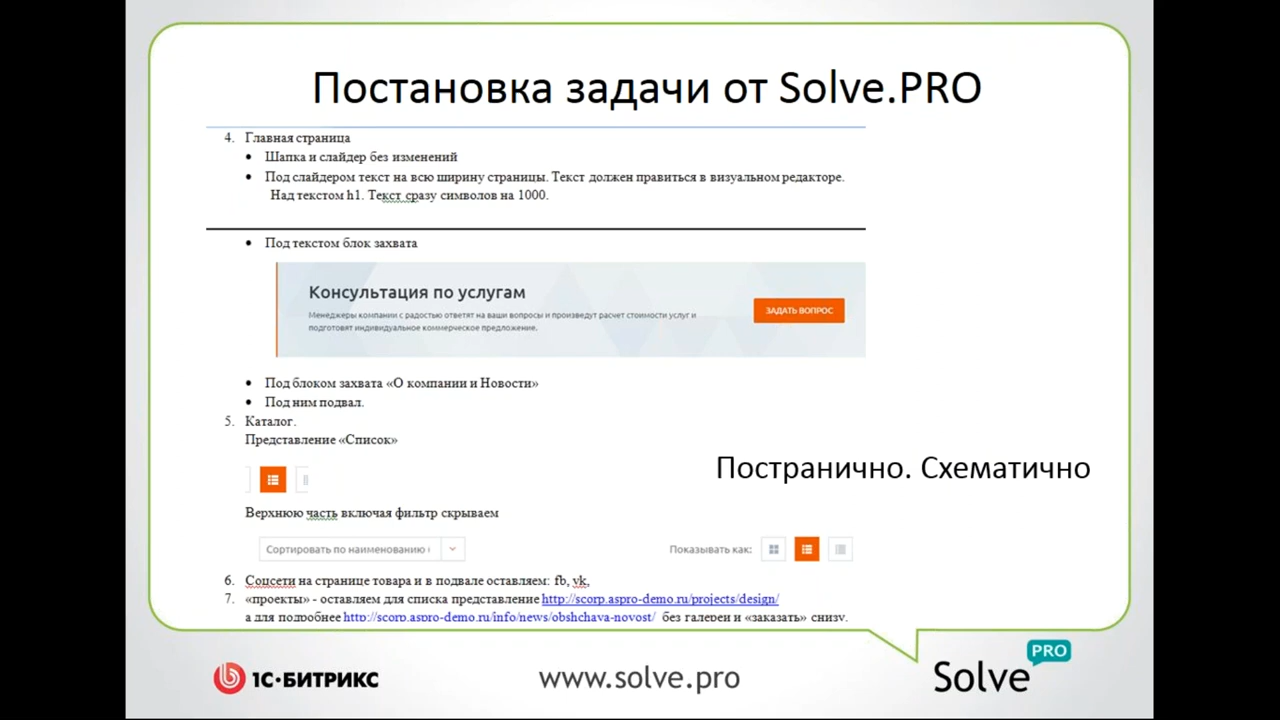 Постановка задачи от Solve.PRO
4. Главная страница
• Шапка и слайдер без изменений
• Под слайдером текст на всю ширину страницы. Текст должен правиться в визуальном редакторе.
Над текстом h1. Текст сразу символов на 1000.
• Под текстом блок захвата
Консультация по услугам
Менеджеры компании с радостью ответят на ваши вопросы и произведут расчет стоимости услуг и
подготовят индивидуальное коммерческое предложение.
ЗАДАТЬ ВОПРОС
• Под блоком захвата «О компании и Новости»
• Под ним подвал.
5. Каталог.
Представление «Список»
Постранично. Схематично
Верхнюю часть включая фильтр скрываем
Сортировать по наименованию (
Показывать как:
6. Соцсети на странице товара и в подвале оставляем: fb, vk,
7. «проекты» - оставляем для списка представление http://scorp.aspro-demo.ru/projects/design/
а для подробнее http://scorp.aspro-demo.ru/info/news/obshchaya-novost/ без галереи и «заказать» снизу.
1С·БИТРИКС
www.solve.pro
Solve PRO